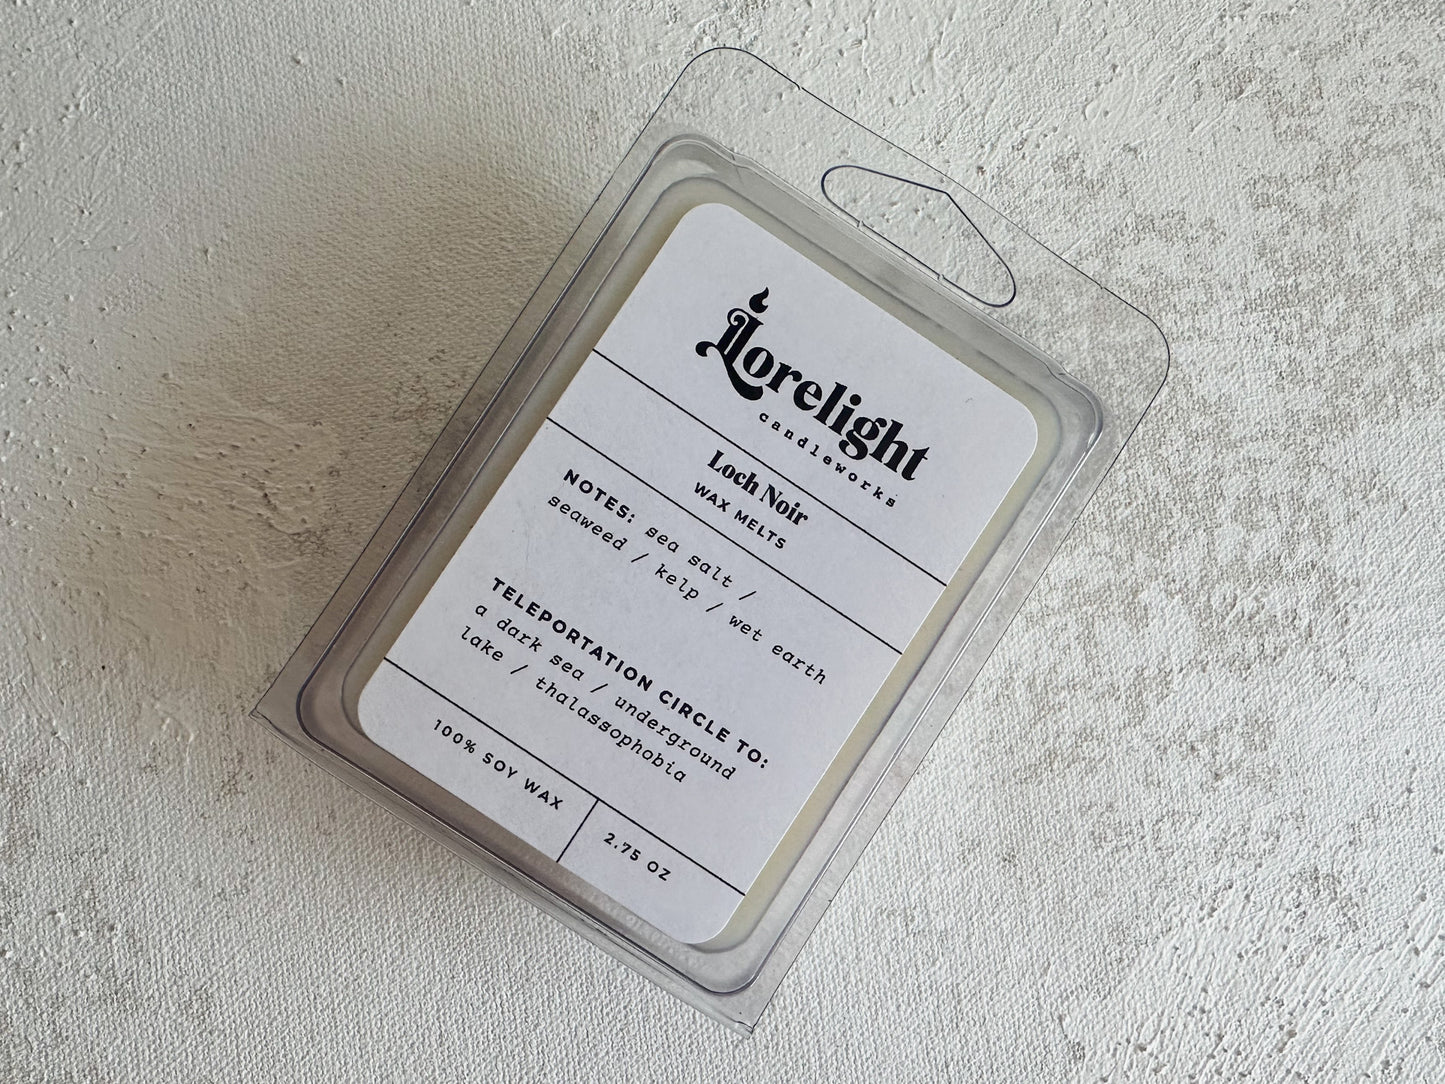 Lorelight
candleworks
Loch Noir
WAX MELTS
NOTES: sea salt /
seaweed / kelp / wet earth
TELEPORTATION CIRCLE TO:
a dark sea / underground
lake / thalassophobia
100% SOY WAX
2.75 OZ